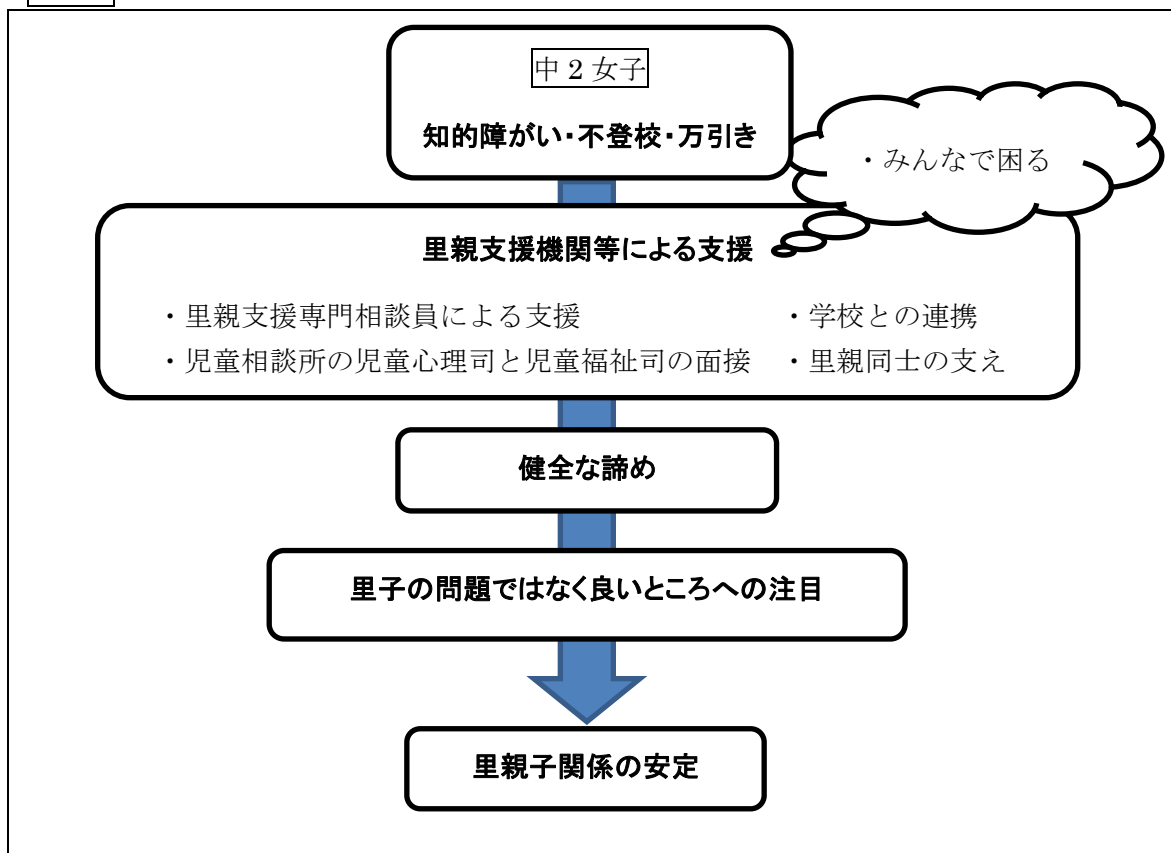 中2女子
知的障がい・不登校・万引き
・みんなで困る
里親支援機関等による支援
・里親支援専門相談員による支援
・学校との連携
・児童相談所の児童心理司と児童福祉司の面接
・里親同士の支え
健全な諦め
里子の問題ではなく良いところへの注目
里親子関係の安定